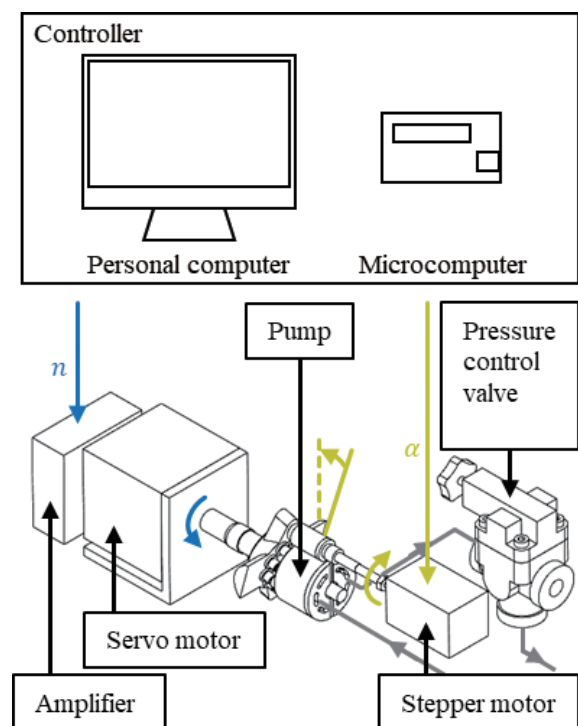 Controller
Personal computer
Microcomputer
Pump
Pressure
control
valve
n
α
Servo motor
Amplifier
Stepper motor